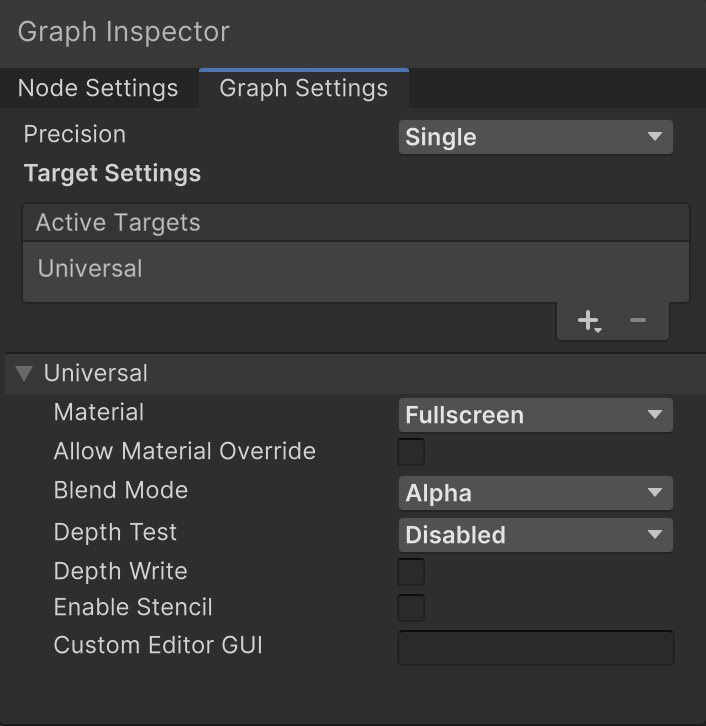 Graph Inspector
Node Settings Graph Settings
Precision Single
Target Settings
Active Targets
Universal
Universal
Material Fullscreen
Allow Material Override
Blend Mode Alpha
Depth Test Disabled
Depth Write
Enable Stencil
Custom Editor GUI